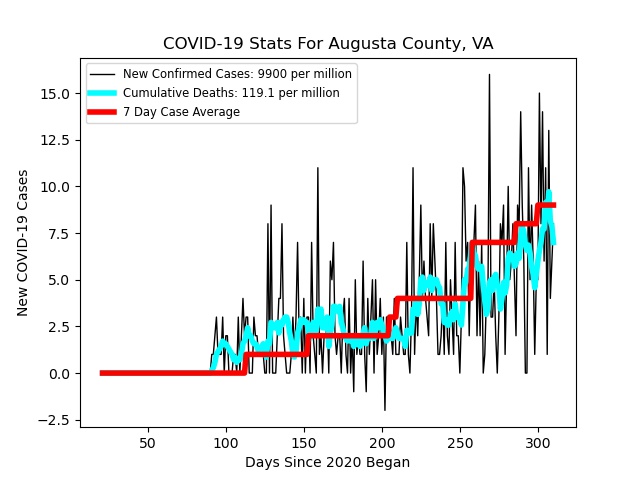 COVID-19 Stats For Augusta County, VA
New Confirmed Cases: 9900 per million
Cumulative Deaths: 119.1 per million
7 Day Case Average
New COVID-19 Cases
15.0
12.5
10.0
7.5
5.0
2.5
0.0
−2.5
50 100 150 200 250 300
Days Since 2020 Began